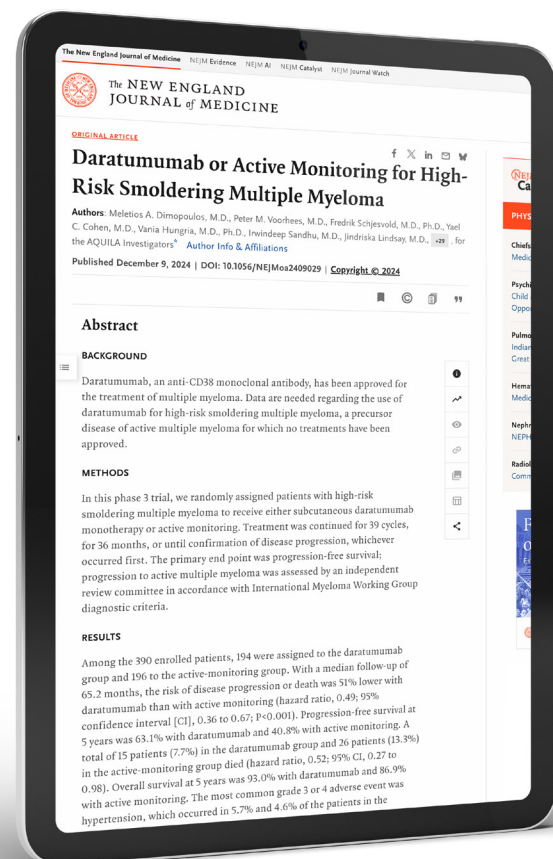 The New England Journal of Medicine NEJM Evidence NEJM AI NEJM Catalyst NEJM Journal Watch
The NEW ENGLAND
JOURNAL of MEDICINE
ORIGINAL ARTICLE
Daratumumab or Active Monitoring for High-
Risk Smoldering Multiple Myeloma
Authors: Meletios A. Dimopoulos, M.D., Peter M. Voorhees, M.D., Fredrik Schjesvold, M.D., Ph.D., Yael
C. Cohen, M.D., Vania Hungria, M.D., Ph.D., Irwindeep Sandhu, M.D., Jindriska Lindsay, M.D., +29 , for
the AQUILA Investigators* Author Info & Affiliations
Published December 9, 2024 | DOI: 10.1056/NEJMoa2409029 | Copyright © 2024
Abstract
BACKGROUND
Daratumumab, an anti-CD38 monoclonal antibody, has been approved for
the treatment of multiple myeloma. Data are needed regarding the use of
daratumumab for high-risk smoldering multiple myeloma, a precursor
disease of active multiple myeloma for which no treatments have been
approved.
METHODS
In this phase 3 trial, we randomly assigned patients with high-risk
smoldering multiple myeloma to receive either subcutaneous daratumumab
monotherapy or active monitoring. Treatment was continued for 39 cycles,
for 36 months, or until confirmation of disease progression, whichever
occurred first. The primary end point was progression-free survival;
progression to active multiple myeloma was assessed by an independent
review committee in accordance with International Myeloma Working Group
diagnostic criteria.
RESULTS
Among the 390 enrolled patients, 194 were assigned to the daratumumab
group and 196 to the active-monitoring group. With a median follow-up of
65.2 months, the risk of disease progression or death was 51% lower with
daratumumab than with active monitoring (hazard ratio, 0.49; 95%
confidence interval [CI], 0.36 to 0.67; P<0.001). Progression-free survival at
5 years was 63.1% with daratumumab and 40.8% with active monitoring. A
total of 15 patients (7.7%) in the daratumumab group and 26 patients (13.3%)
in the active-monitoring group died (hazard ratio, 0.52; 95% CI, 0.27 to
0.98). Overall survival at 5 years was 93.0% with daratumumab and 86.9%
with active monitoring. The most common grade 3 or 4 adverse event was
hypertension, which occurred in 5.7% and 4.6% of the patients in the
NEJM
Ca
PHYS
Chiefs
Medic
Psychi
Child
Oppo
Pulmo
Indian
Great
Hema
Medic
Nephr
NEPH
Radiol
Comm